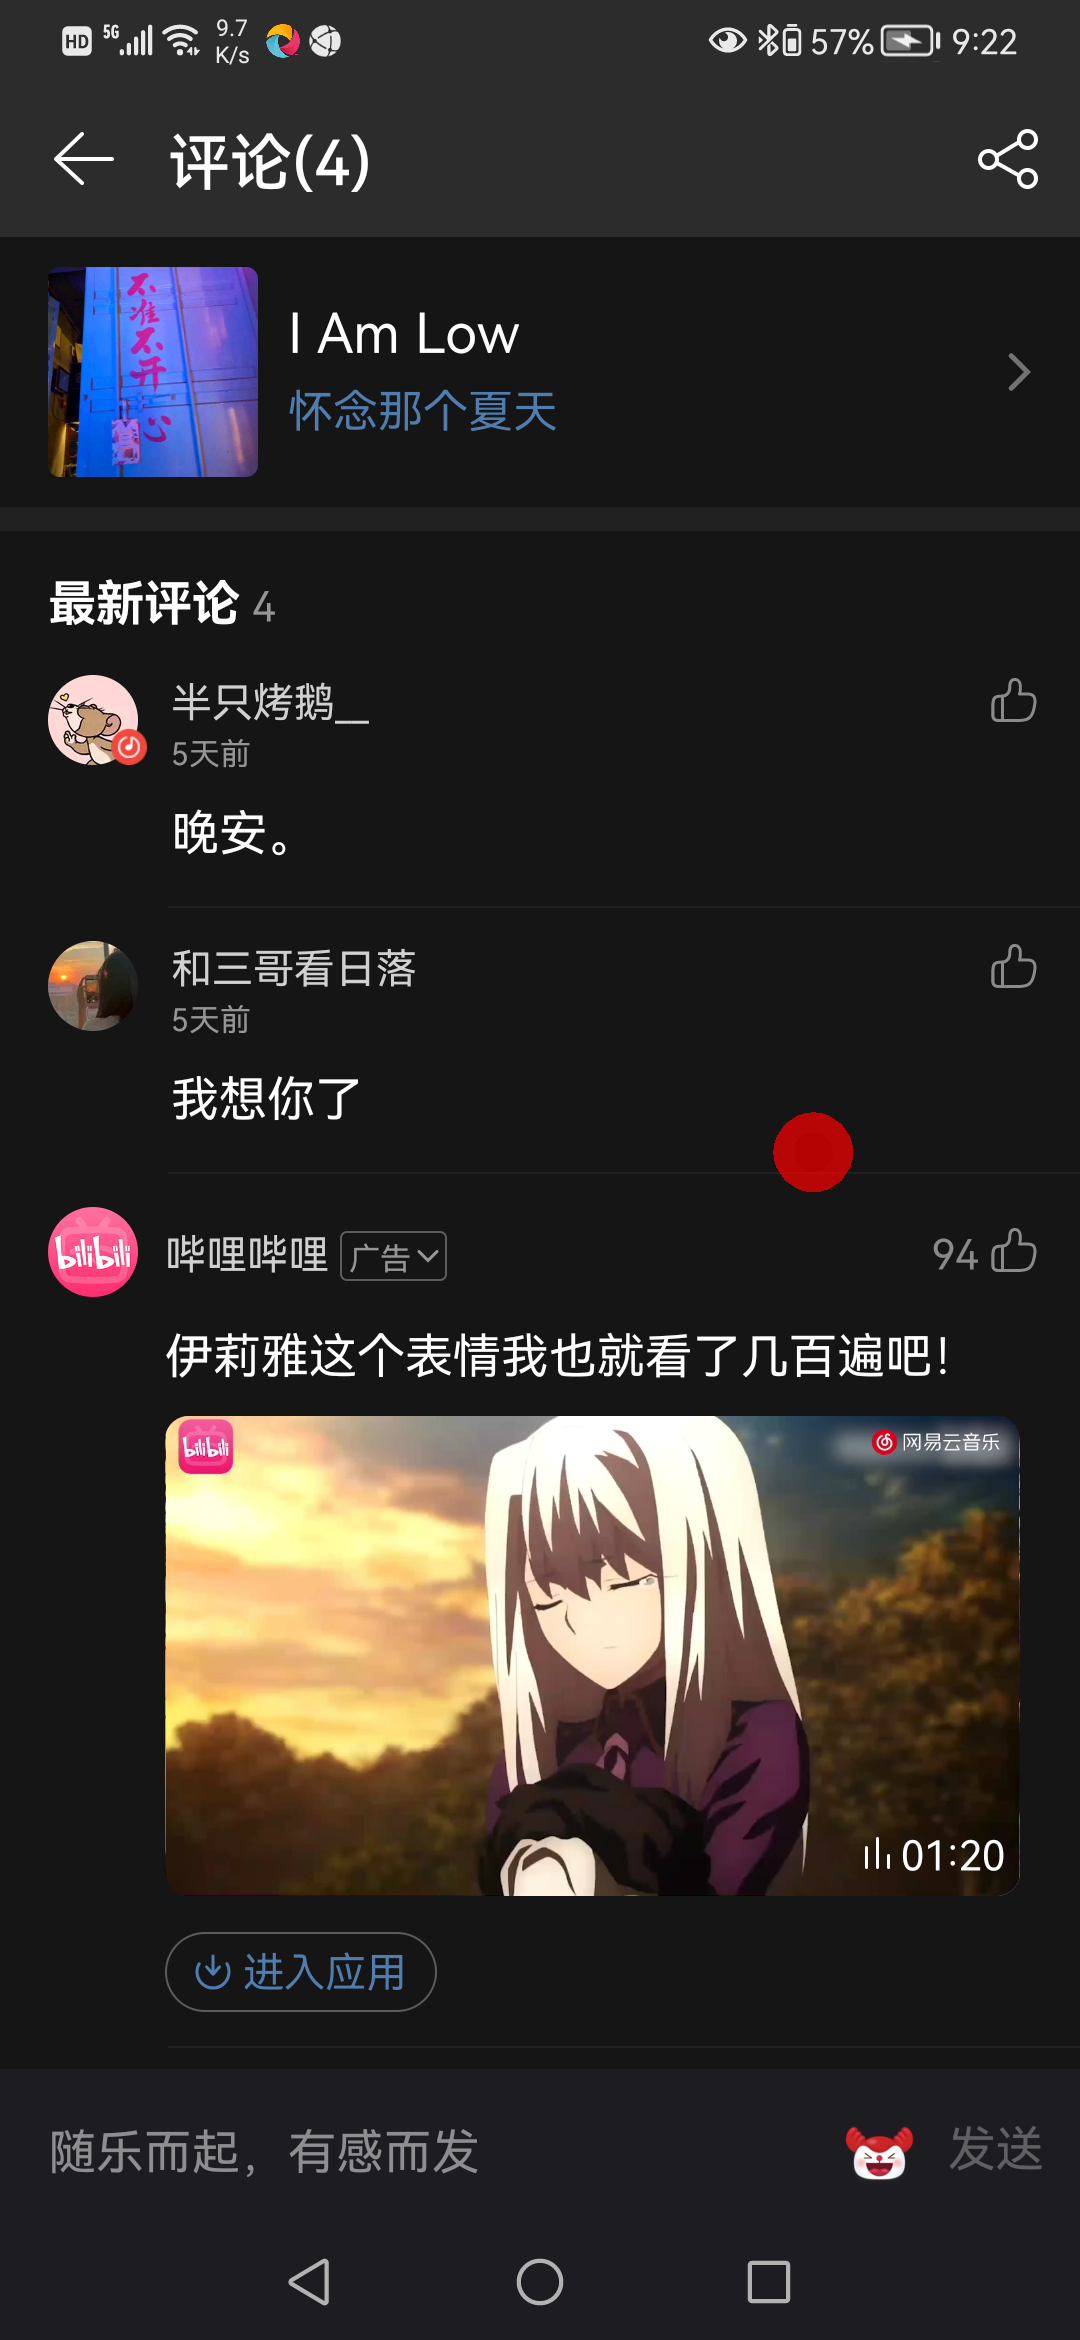 HD 5G 9.7 K/s 57% 9:22
评论(4)
不准不开心
I Am Low
怀念那个夏天
最新评论 4
半只烤鹅__
5天前
晚安。
和三哥看日落
5天前
我想你了
bilibili
哔哩哔哩 广告 94
伊莉雅这个表情我也就看了几百遍吧!
bilibili 网易云音乐
01:20
进入应用
随乐而起，有感而发 发送